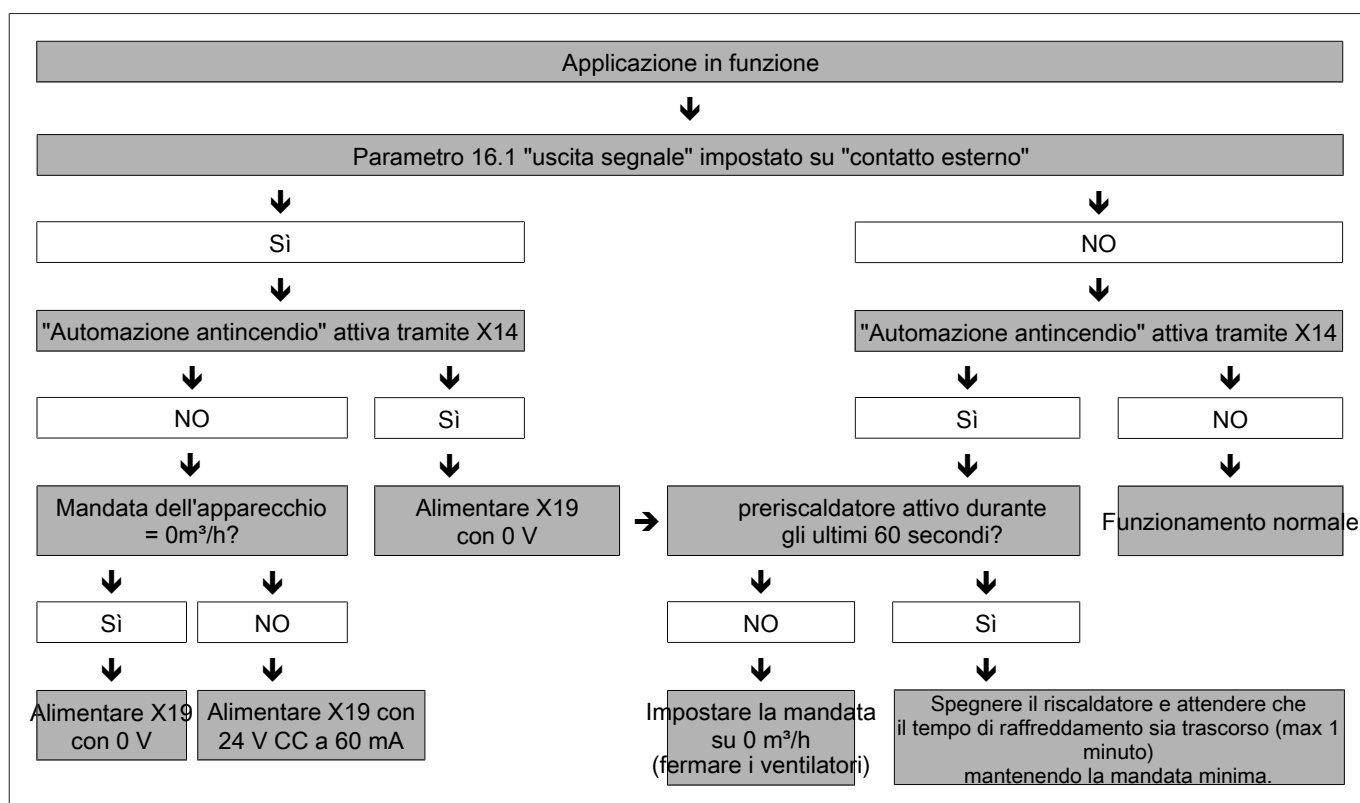 Applicazione in funzione
Parametro 16.1 "uscita segnale" impostato su "contatto esterno"
Sì
NO
"Automazione antincendio" attiva tramite X14
"Automazione antincendio" attiva tramite X14
NO
Sì
Sì
NO
Mandata dell'apparecchio
= 0m³/h?
Alimentare X19
con 0 V
preriscaldatore attivo durante
gli ultimi 60 secondi?
Funzionamento normale
Sì
NO
NO
Sì
Alimentare X19
con 0 V
Alimentare X19 con
24 V CC a 60 mA
Impostare la mandata
su 0 m³/h
(fermare i ventilatori)
Spegnere il riscaldatore e attendere che
il tempo di raffreddamento sia trascorso (max 1
minuto)
mantenendo la mandata minima.